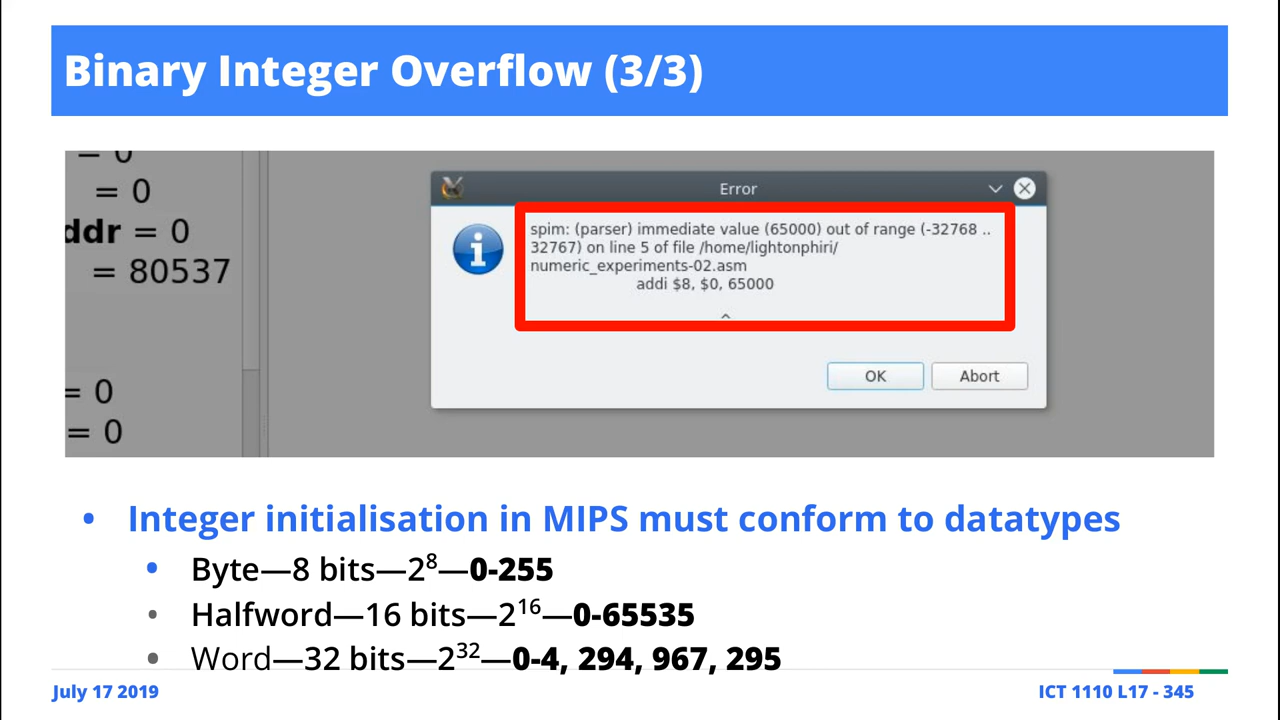 Binary Integer Overflow (3/3)
= 0
= 0
ddr = 0
= 80537
= 0
= 0
Error
spim: (parser) immediate value (65000) out of range (-32768 ..
32767) on line 5 of file /home/lightonphiri/
numeric_experiments-02.asm
addi $8, $0, 65000
^
OK
Abort
• Integer initialisation in MIPS must conform to datatypes
• Byte—8 bits—2⁸—0-255
• Halfword—16 bits—2¹⁶—0-65535
• Word—32 bits—2³²—0-4, 294, 967, 295
July 17 2019
ICT 1110 L17 - 345